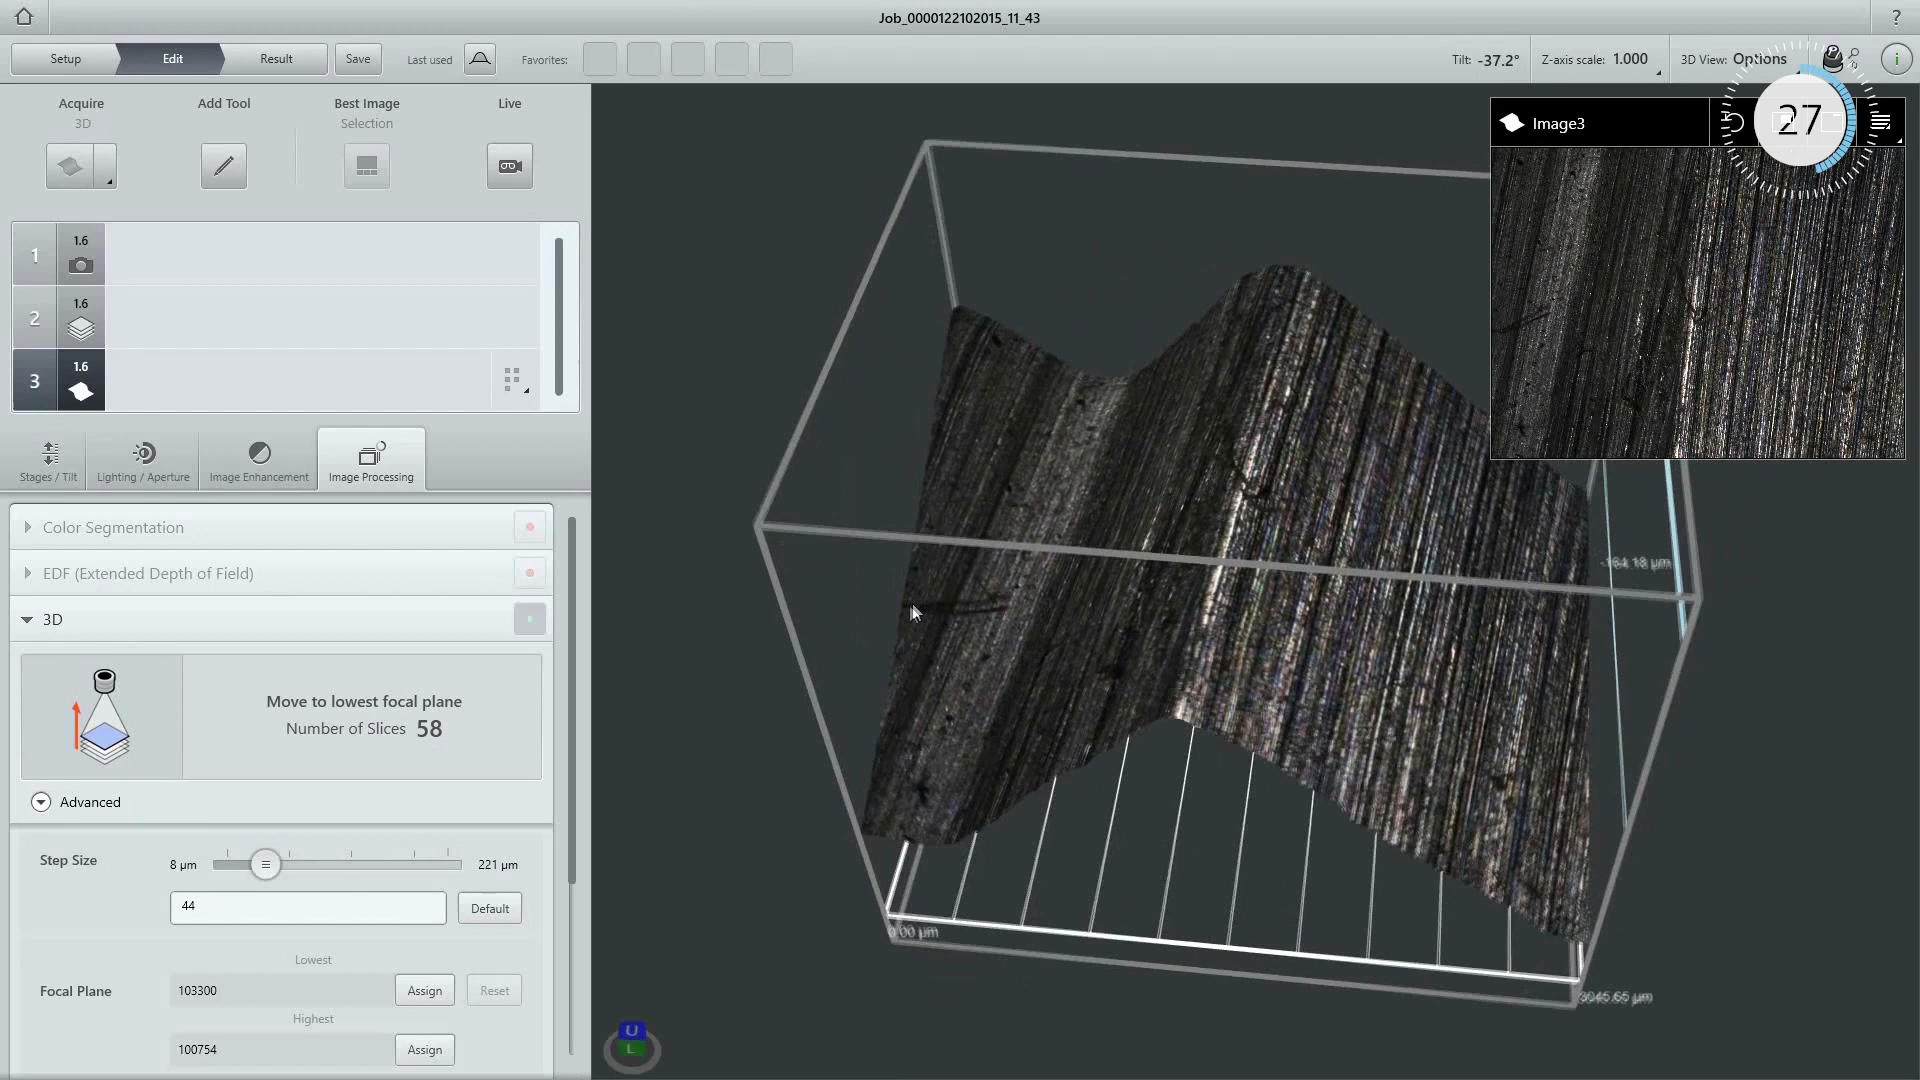 Job_0000122102015_11_43
?
Setup
Edit
Result
Save
Last used
Favorites:
Tilt: -37.2°
Z-axis scale: 1.000
3D View: Options
i
Acquire
3D
Add Tool
Best Image
Selection
Live
27
Image3
1
1.6
2
1.6
3
1.6
Stages / Tilt
Lighting / Aperture
Image Enhancement
Image Processing
Color Segmentation
EDF (Extended Depth of Field)
3D
Move to lowest focal plane
Number of Slices 58
Advanced
Step Size
8 µm
221 µm
44
Default
Lowest
Focal Plane
103300
Assign
Reset
Highest
100754
Assign
-164.18 µm
0.00 µm
3045.65 µm
U
L